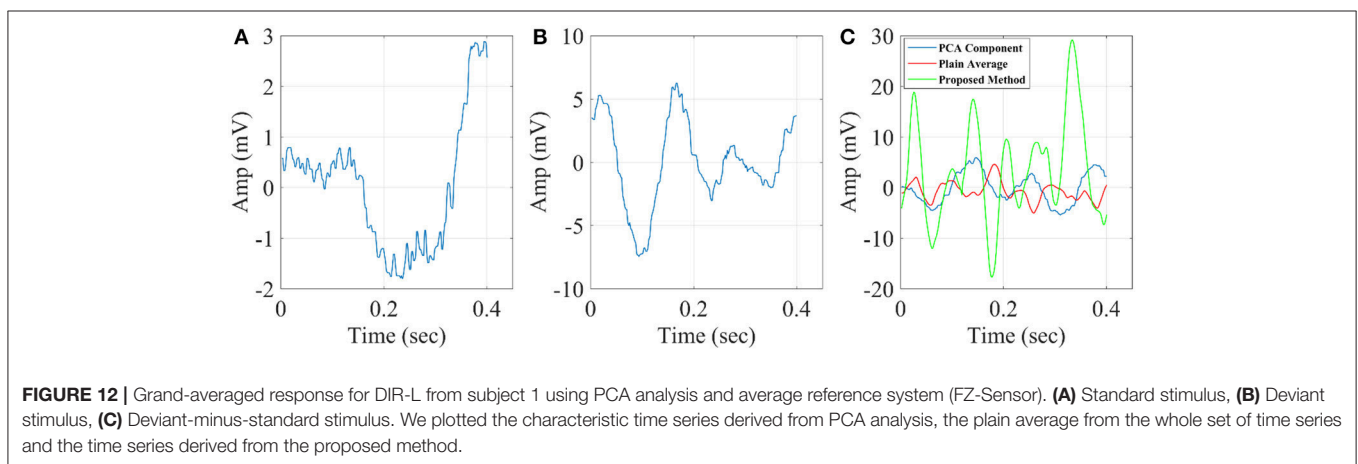 A
3
2
1
0
-1
-2
0
0.2
0.4
Amp (mV)
Time (sec)
B
10
5
0
-5
-10
0
0.2
0.4
Amp (mV)
Time (sec)
C
30
20
10
0
-10
-20
0
0.2
0.4
Amp (mV)
Time (sec)
PCA Component
Plain Average
Proposed Method
FIGURE 12 | Grand-averaged response for DIR-L from subject 1 using PCA analysis and average reference system (FZ-Sensor). (A) Standard stimulus, (B) Deviant
stimulus, (C) Deviant-minus-standard stimulus. We plotted the characteristic time series derived from PCA analysis, the plain average from the whole set of time series
and the time series derived from the proposed method.